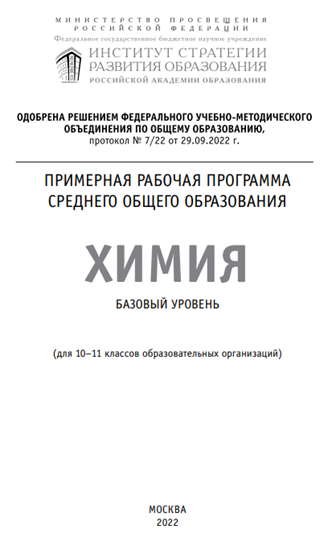 МИНИСТЕРСТВО ПРОСВЕЩЕНИЯ
РОССИЙСКОЙ ФЕДЕРАЦИИ
Федеральное государственное бюджетное научное учреждение
ИНСТИТУТ СТРАТЕГИИ
РАЗВИТИЯ ОБРАЗОВАНИЯ
РОССИЙСКОЙ АКАДЕМИИ ОБРАЗОВАНИЯ
ОДОБРЕНА РЕШЕНИЕМ ФЕДЕРАЛЬНОГО УЧЕБНО-МЕТОДИЧЕСКОГО
ОБЪЕДИНЕНИЯ ПО ОБЩЕМУ ОБРАЗОВАНИЮ,
протокол № 7/22 от 29.09.2022 г.
ПРИМЕРНАЯ РАБОЧАЯ ПРОГРАММА
СРЕДНЕГО ОБЩЕГО ОБРАЗОВАНИЯ
ХИМИЯ
БАЗОВЫЙ УРОВЕНЬ
(для 10–11 классов образовательных организаций)
МОСКВА
2022